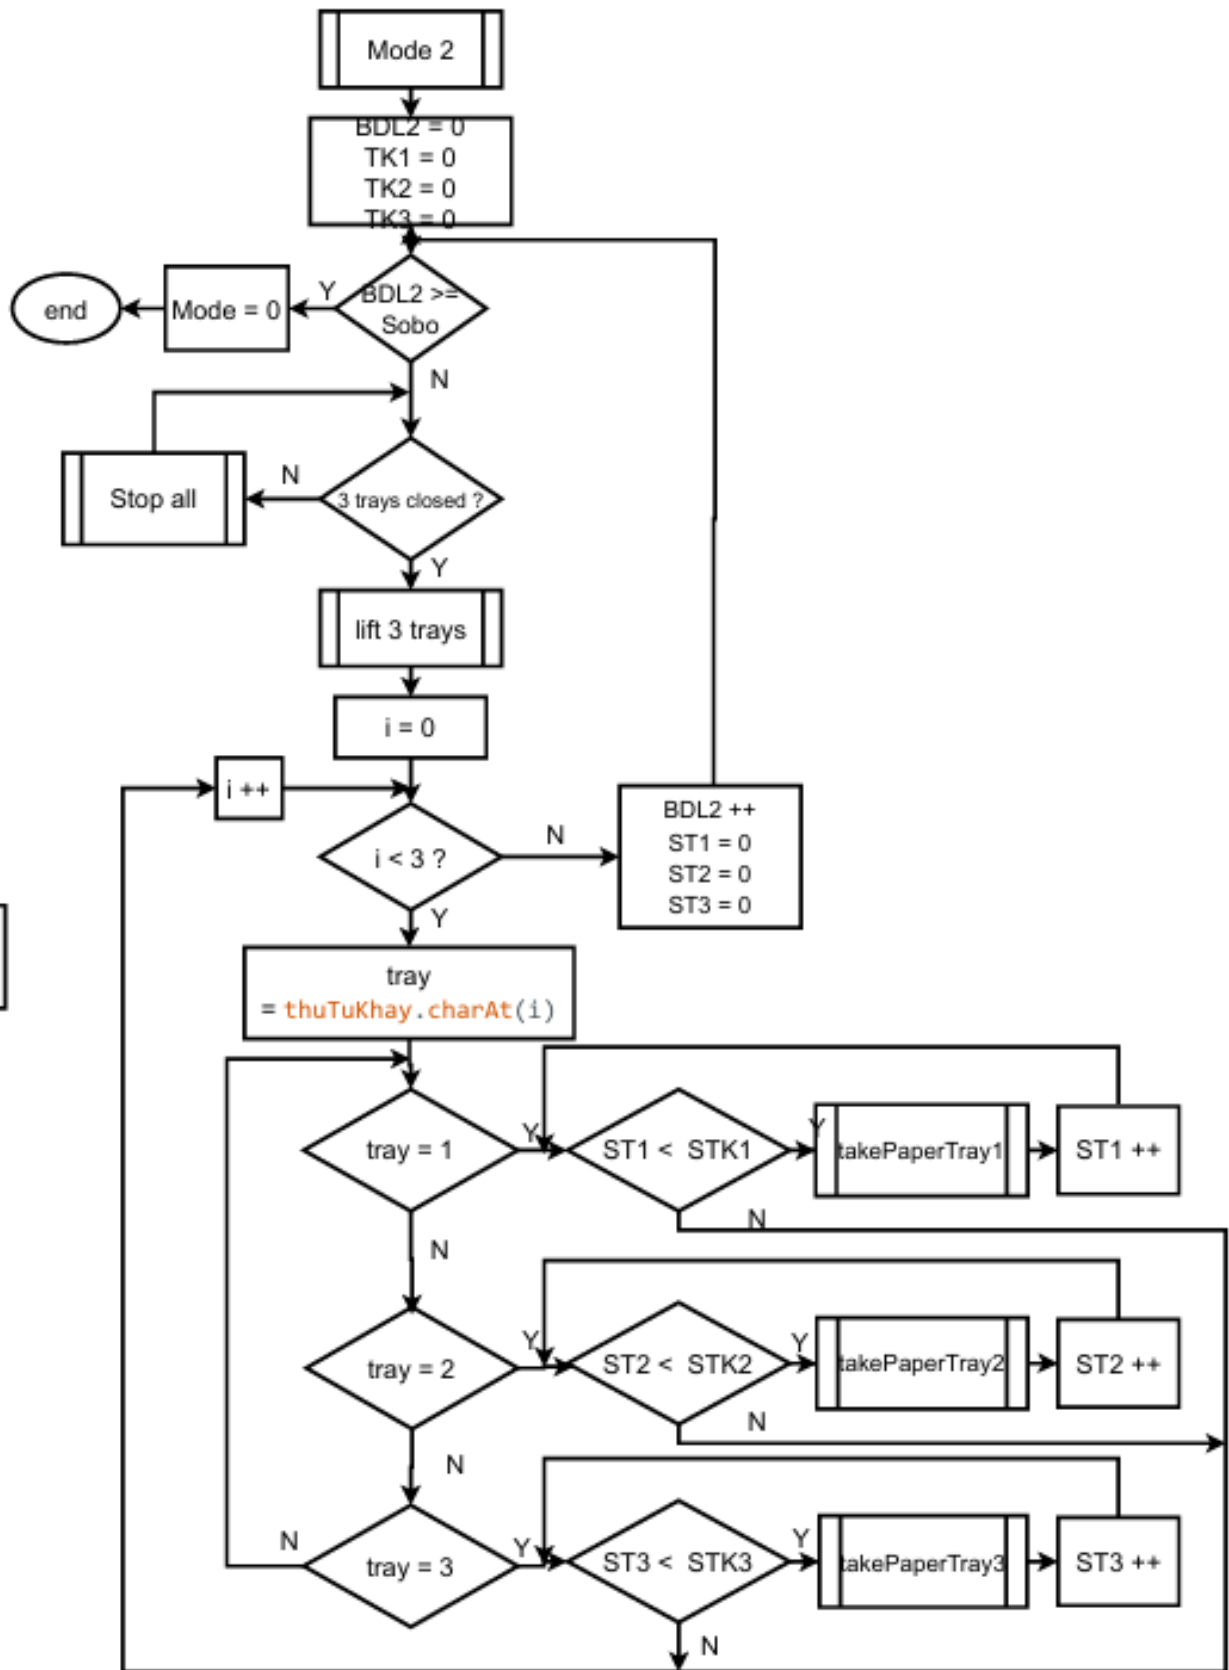 Mode 2
BDL2 = 0
TK1 = 0
TK2 = 0
TK3 = 0
BDL2 >=
Sobo
Y
Mode = 0
end
N
3 trays closed ?
N
Stop all
Y
lift 3 trays
i = 0
i ++
i < 3 ?
N
BDL2 ++
ST1 = 0
ST2 = 0
ST3 = 0
Y
tray
= thuTuKhay.charAt(i)
tray = 1
Y
ST1 < STK1
Y
takePaperTray1
ST1 ++
N
N
tray = 2
Y
ST2 < STK2
Y
takePaperTray2
ST2 ++
N
N
N
tray = 3
Y
ST3 < STK3
Y
takePaperTray3
ST3 ++
N